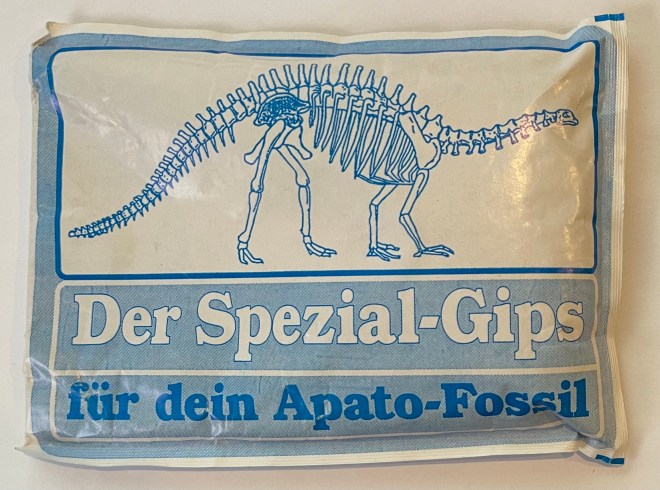 Der Spezial-Gips
für dein Apato-Fossil